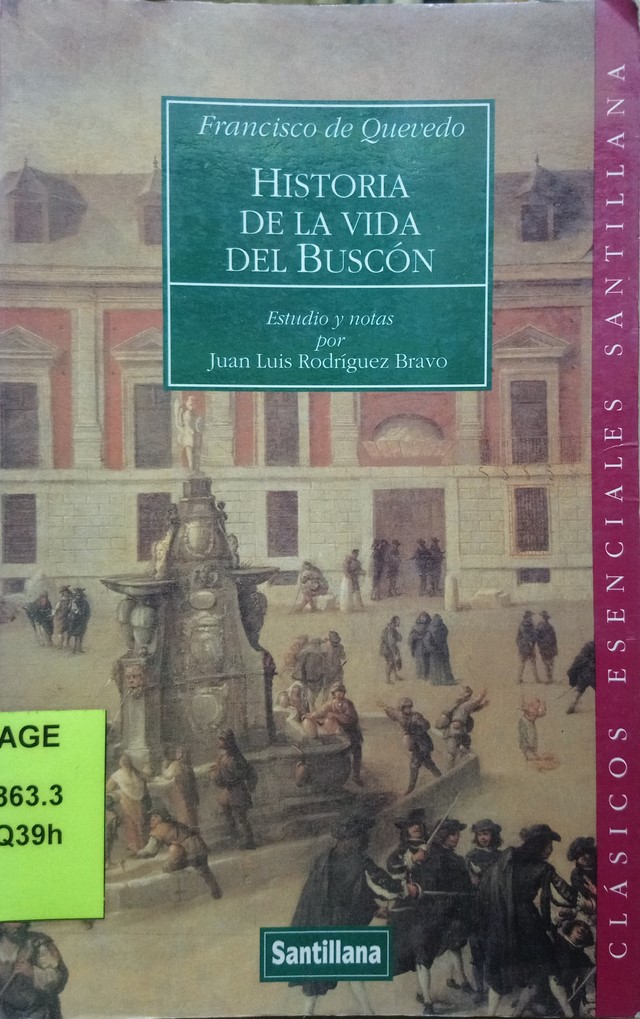 Francisco de Quevedo
HISTORIA
DE LA VIDA
DEL BUSCÓN
Estudio y notas
por
Juan Luis Rodríguez Bravo
CLÁSICOS ESENCIALES SANTILLANA
AGE
863.3
Q39h
Santillana